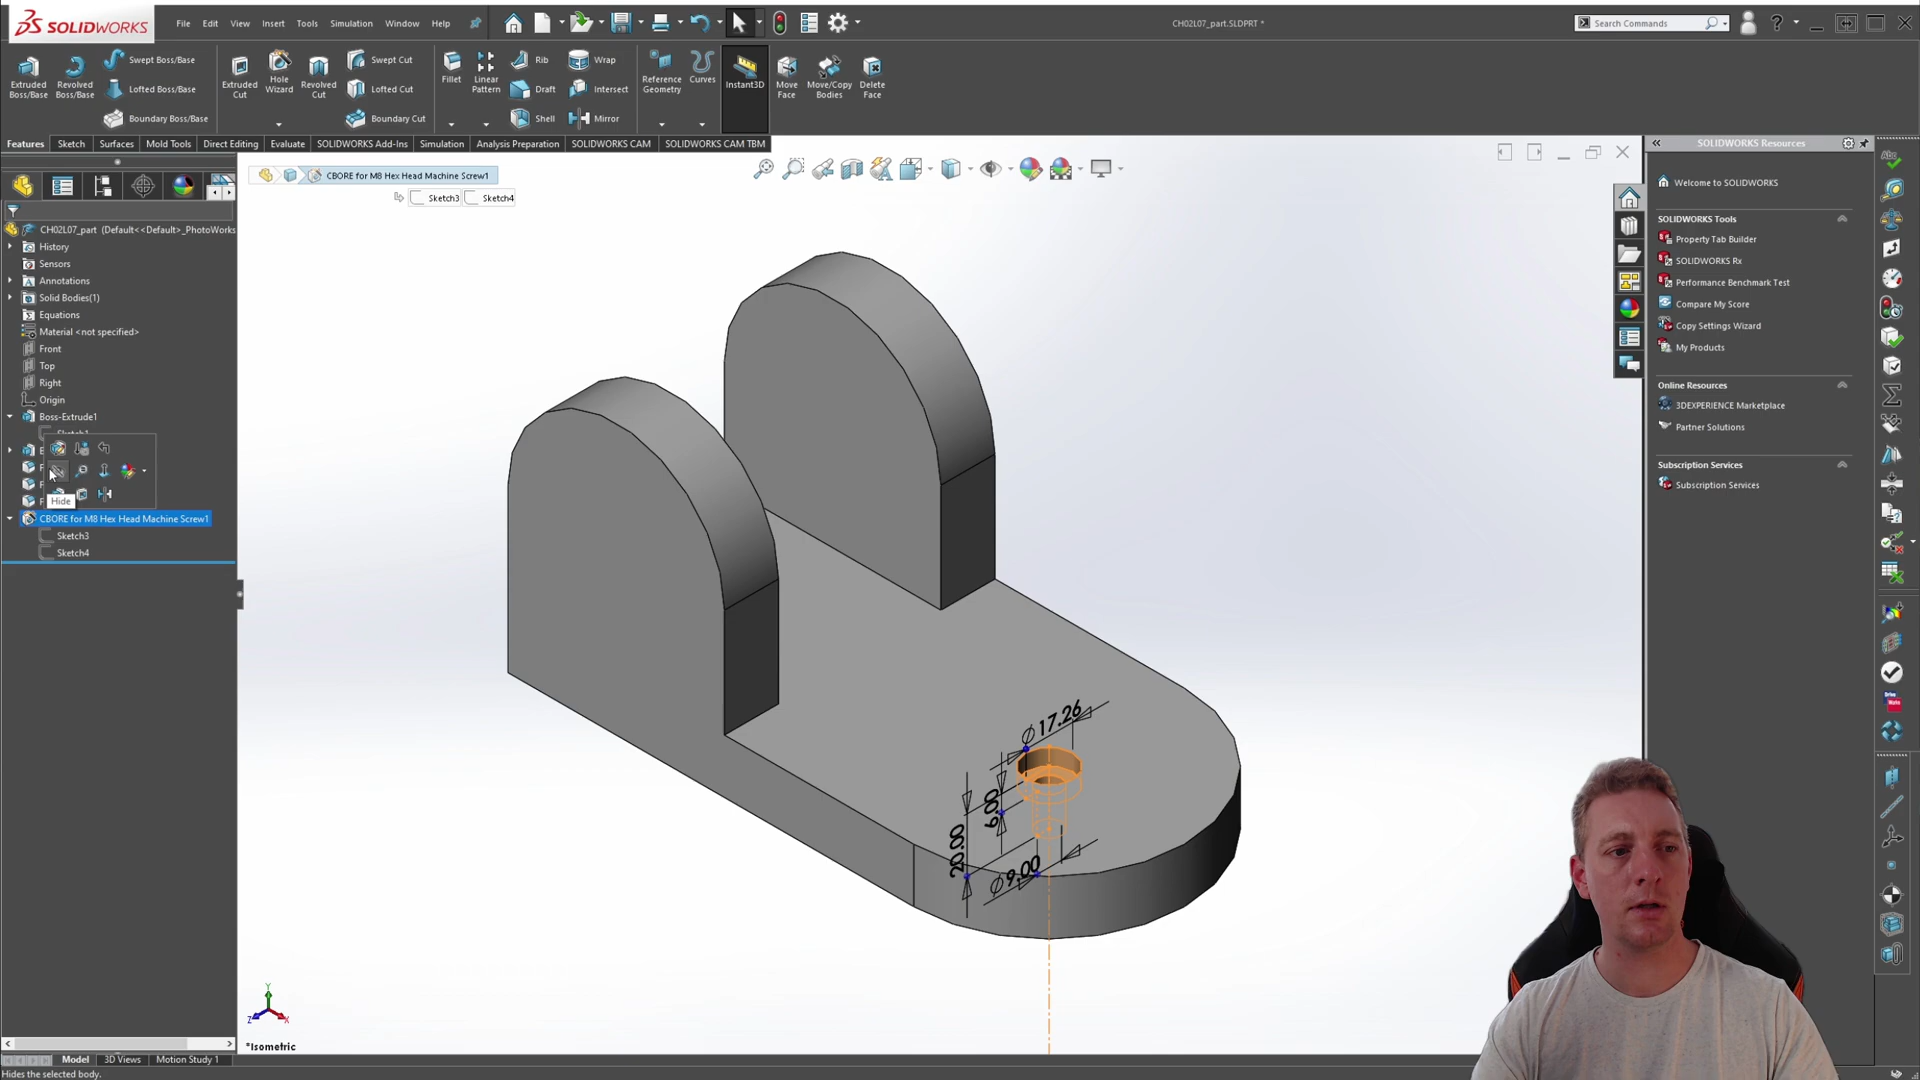 SOLIDWORKS
File Edit View Insert Tools Simulation Window Help
CH02L07_part.SLDPRT *
Search Commands
Extruded Boss/Base
Revolved Boss/Base
Swept Boss/Base
Lofted Boss/Base
Boundary Boss/Base
Extruded Cut
Hole Wizard
Revolved Cut
Swept Cut
Lofted Cut
Boundary Cut
Fillet
Linear Pattern
Rib
Draft
Shell
Wrap
Intersect
Mirror
Reference Geometry
Curves
Instant3D
Move Face
Move/Copy Bodies
Delete Face
Features Sketch Surfaces Mold Tools Direct Editing Evaluate SOLIDWORKS Add-Ins Simulation Analysis Preparation SOLIDWORKS CAM SOLIDWORKS CAM TBM
CBORE for M8 Hex Head Machine Screw1
Sketch3 Sketch4
CH02L07_part (Default<<Default>_PhotoWorks
History
Sensors
Annotations
Solid Bodies(1)
Equations
Material <not specified>
Front
Top
Right
Origin
Boss-Extrude1
Hide
CBORE for M8 Hex Head Machine Screw1
Sketch3
Sketch4
⌀17.26
6.00
20.00
⌀9.00
Y
Z
X
*Isometric
Model 3D Views Motion Study 1
Hides the selected body.
SOLIDWORKS Resources
Welcome to SOLIDWORKS
SOLIDWORKS Tools
Property Tab Builder
SOLIDWORKS Rx
Performance Benchmark Test
Compare My Score
Copy Settings Wizard
My Products
Online Resources
3DEXPERIENCE Marketplace
Partner Solutions
Subscription Services
Subscription Services